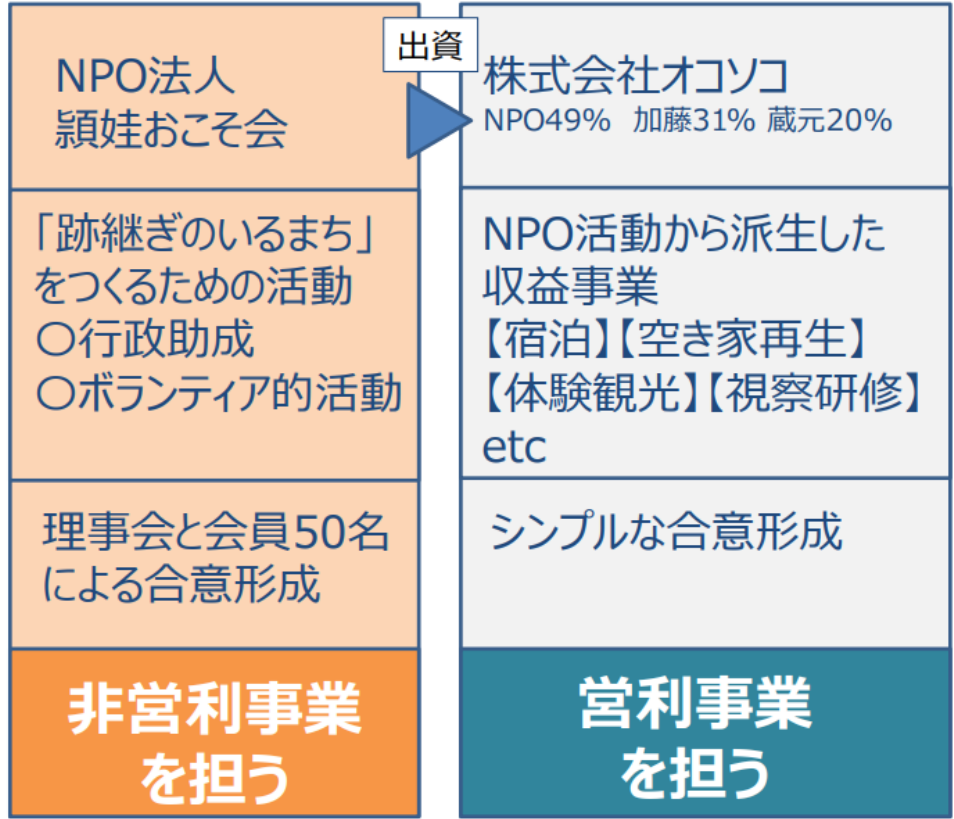 NPO法人
頴娃おこそ会
出資
株式会社オコソコ
NPO49% 加藤31% 蔵元20%
「跡継ぎのいるまち」
をつくるための活動
〇行政助成
〇ボランティア的活動
NPO活動から派生した
収益事業
【宿泊】【空き家再生】
【体験観光】【視察研修】
etc
理事会と会員50名
による合意形成
シンプルな合意形成
非営利事業
を担う
営利事業
を担う